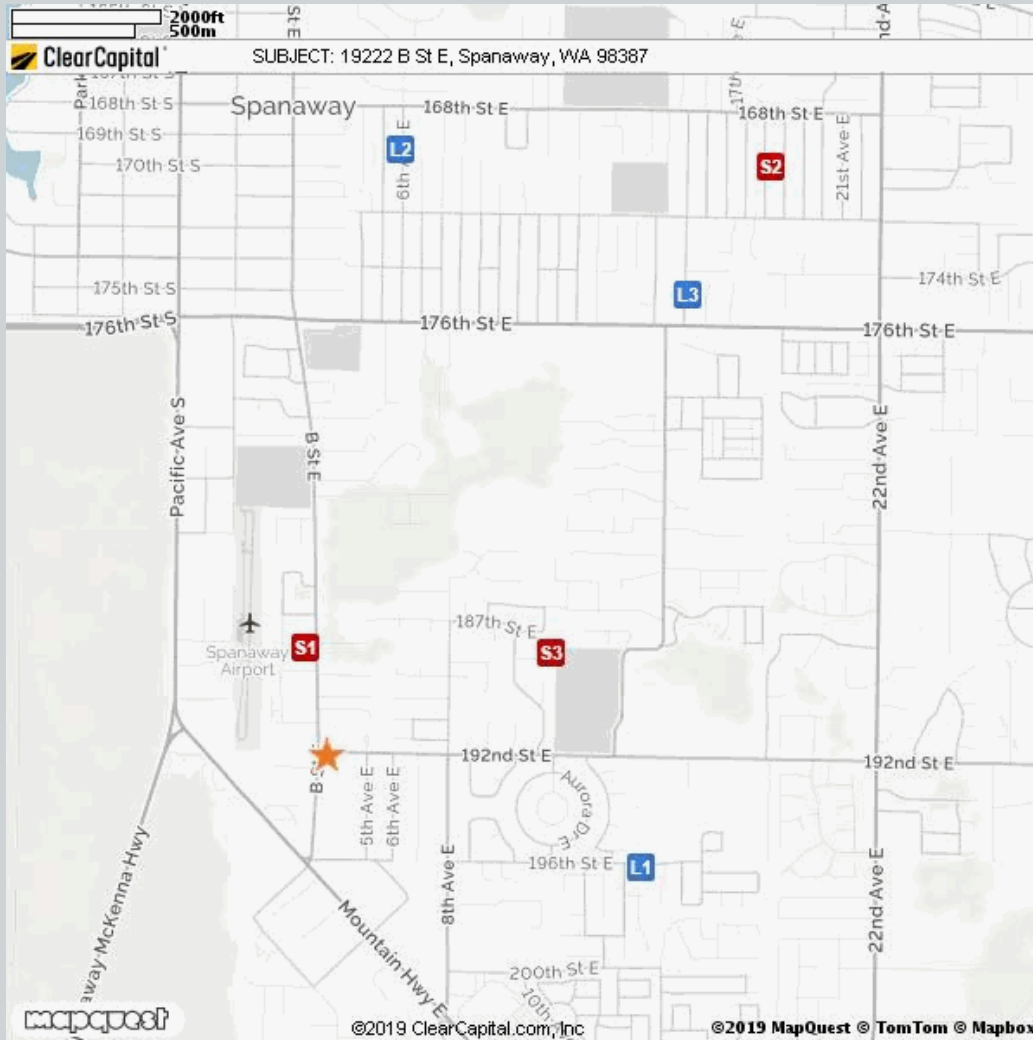 2000ft
500m
ClearCapital
SUBJECT: 19222 B St E, Spanaway, WA 98387
168th St S
Spanaway
168th St E
168th St E
169th St S
170th St S
L2
6th Ave E
S2
21st Ave E
175th St S
L3
174th St E
176th St S
176th St E
176th St E
Pacific Ave S
B St E
22nd Ave E
187th St E
S1
S3
Spanaway
Airport
192nd St E
192nd St E
5th Ave E
6th Ave E
Aurora Dr E
196th St E
L1
8th Ave E
22nd Ave E
away McKenna Hwy
Mountain Hwy E
200th St E
mapquest
©2019 ClearCapital.com, Inc
©2019 MapQuest © TomTom © Mapbox